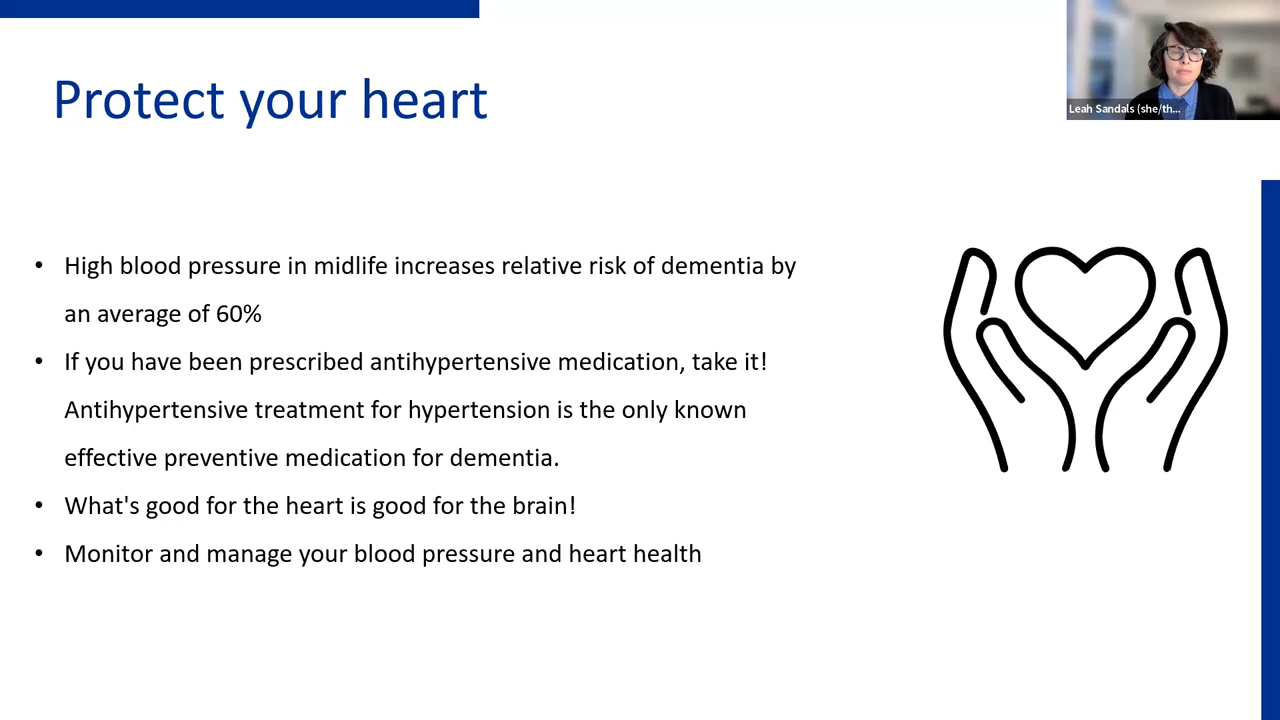 Protect your heart
Leah Sandals (she/th...
• High blood pressure in midlife increases relative risk of dementia by
an average of 60%
• If you have been prescribed antihypertensive medication, take it!
Antihypertensive treatment for hypertension is the only known
effective preventive medication for dementia.
• What's good for the heart is good for the brain!
• Monitor and manage your blood pressure and heart health